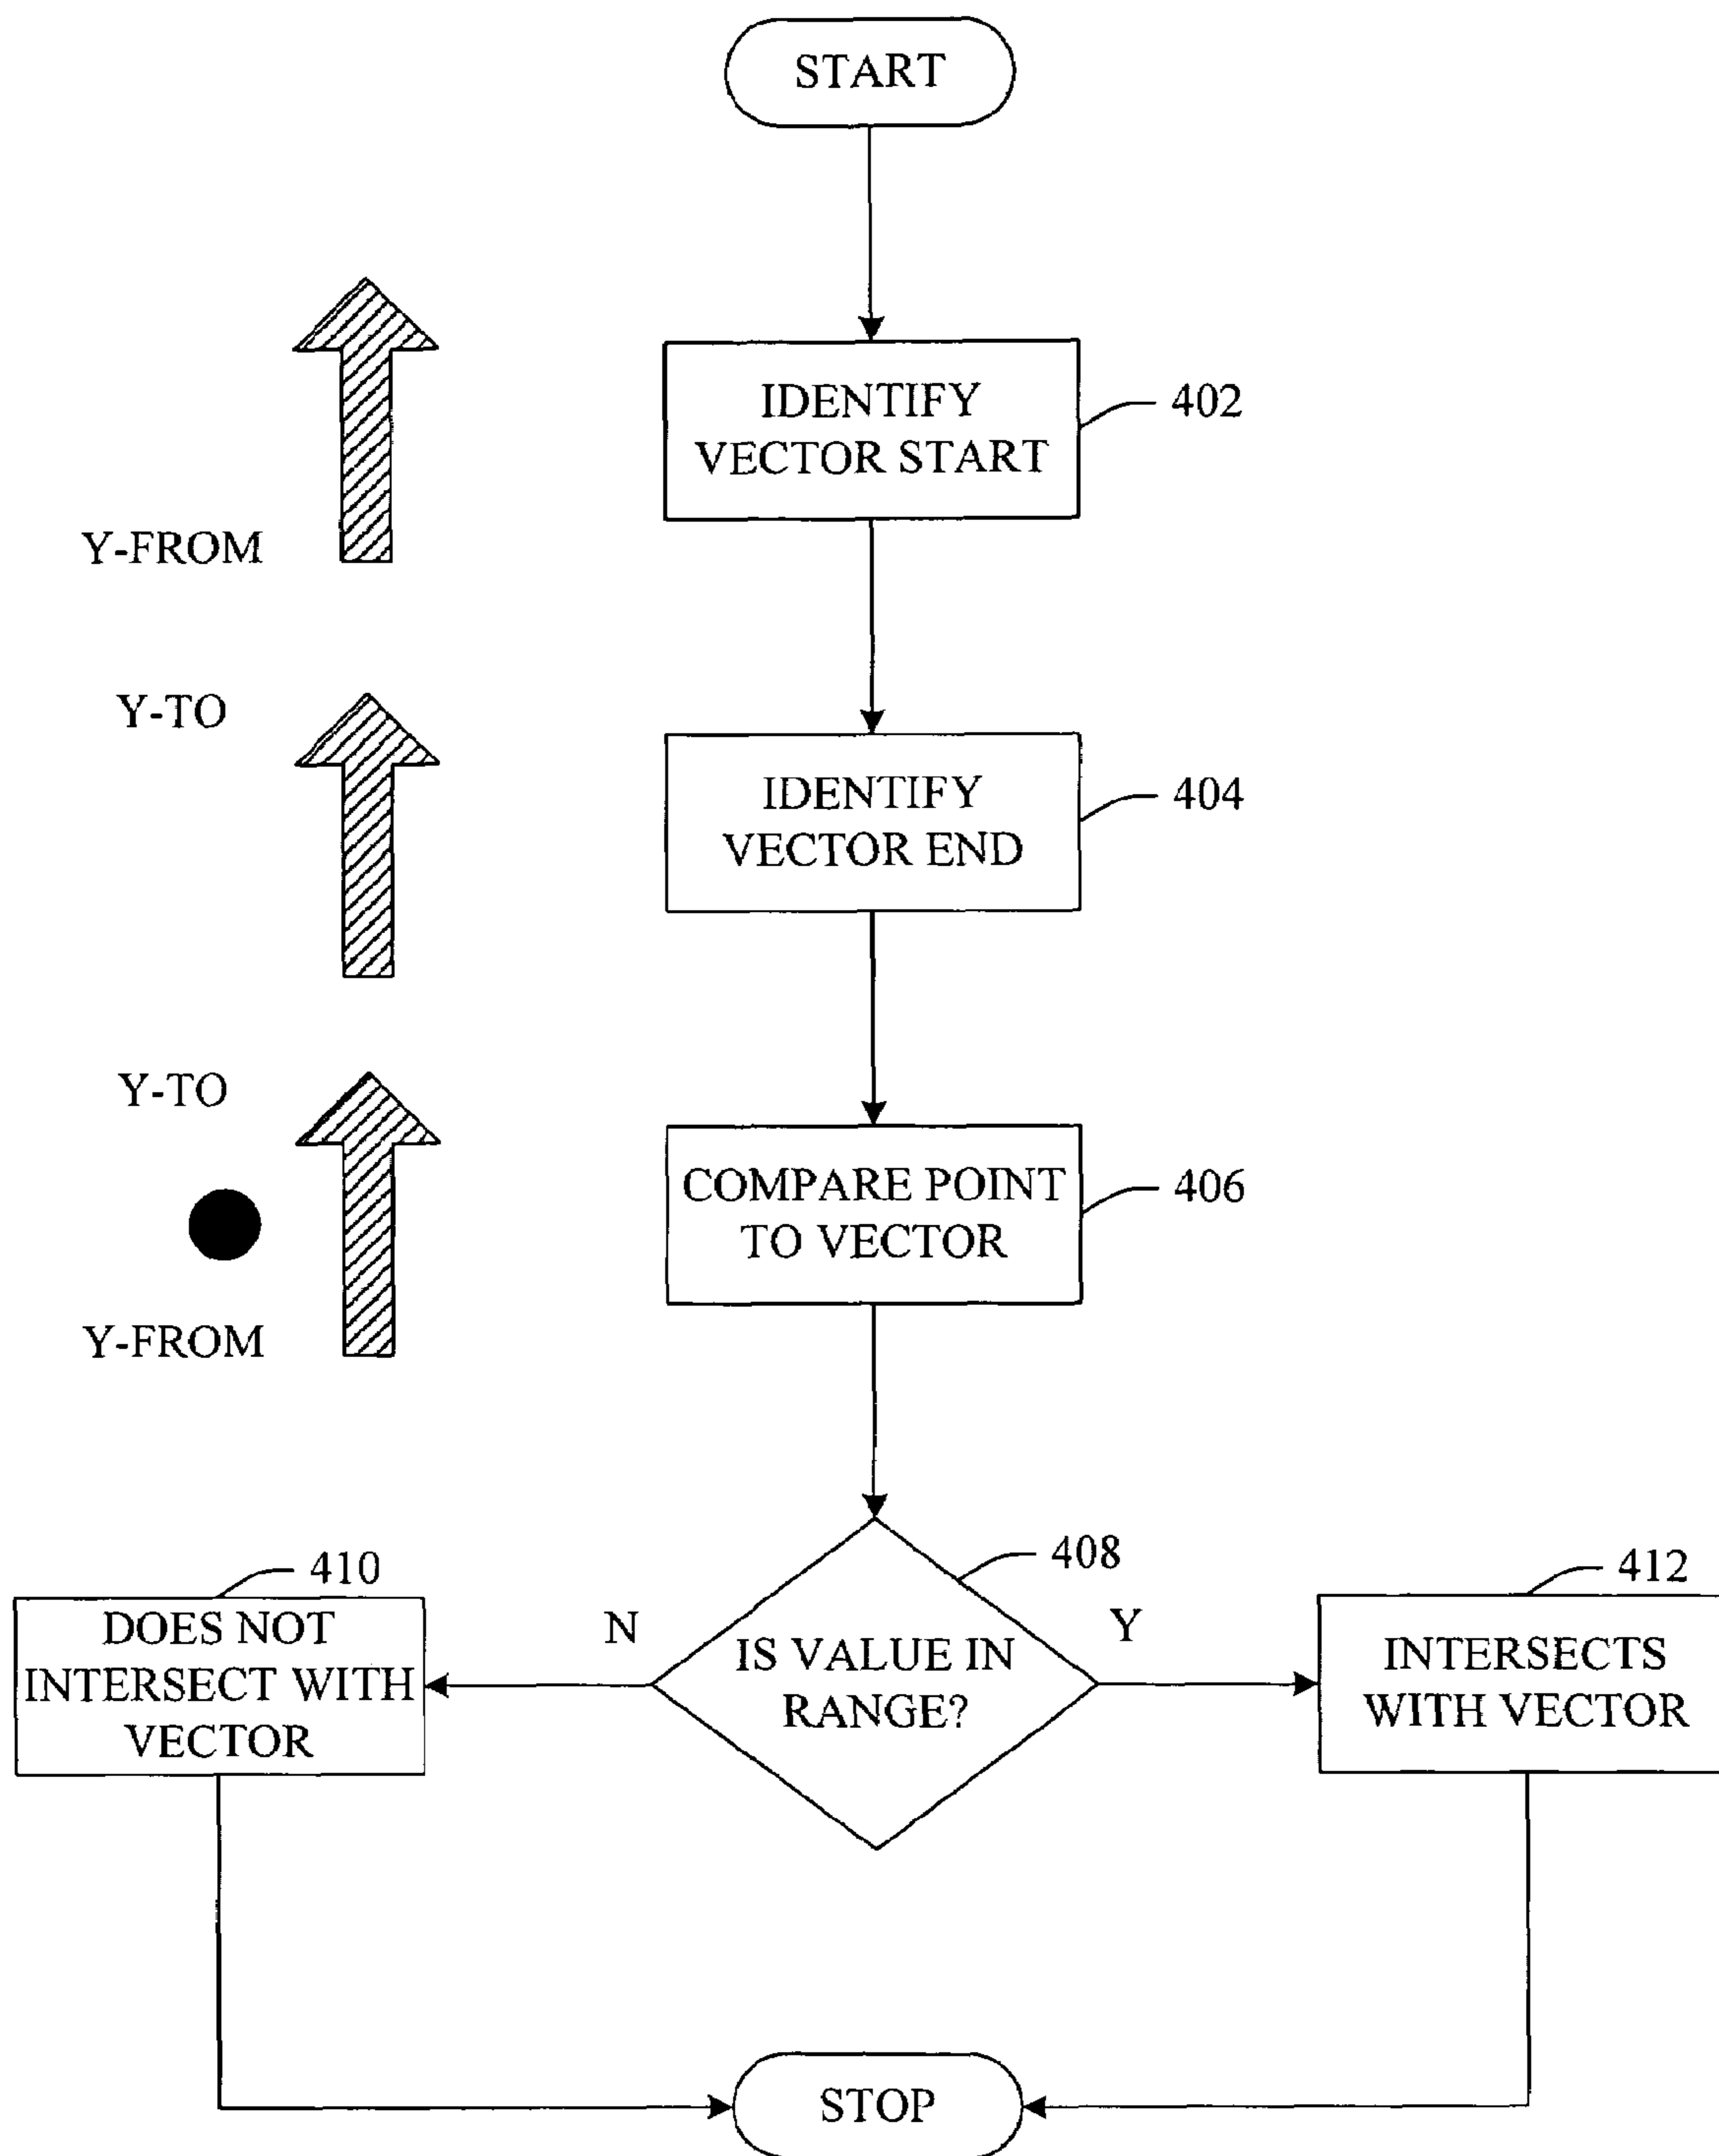 START
IDENTIFY
VECTOR START
402
Y-FROM
Y-TO
IDENTIFY
VECTOR END
404
Y-TO
COMPARE POINT
TO VECTOR
406
Y-FROM
408
410
DOES NOT
INTERSECT WITH
VECTOR
N
IS VALUE IN
RANGE?
Y
412
INTERSECTS
WITH VECTOR
STOP